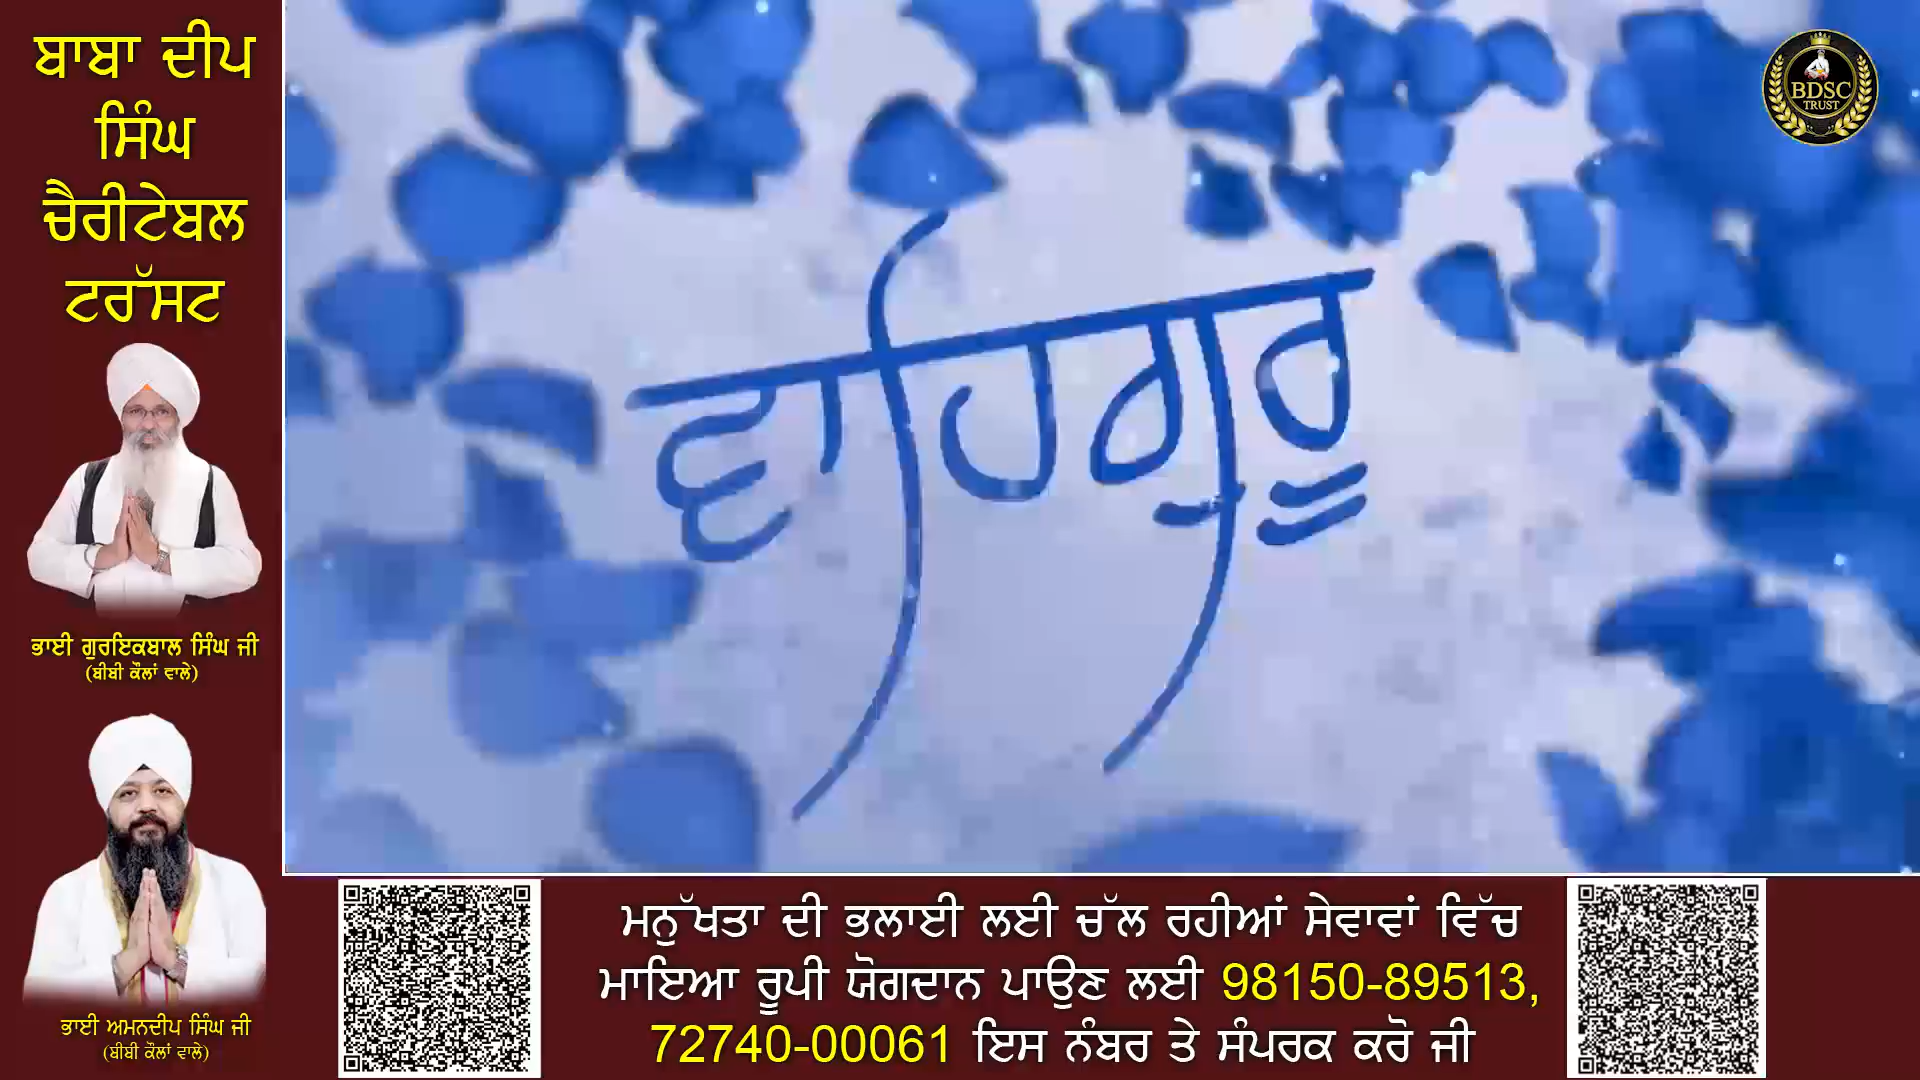 ਬਾਬਾ ਦੀਪ
ਸਿੰਘ
ਚੈਰੀਟੇਬਲ
ਟਰੱਸਟ
ਭਾਈ ਗੁਰਇਕਬਾਲ ਸਿੰਘ ਜੀ
(ਬੀਬੀ ਕੌਲਾਂ ਵਾਲੇ)
ਭਾਈ ਅਮਨਦੀਪ ਸਿੰਘ ਜੀ
(ਬੀਬੀ ਕੌਲਾਂ ਵਾਲੇ)
ਵਾਹਿਗੁਰੂ
BDSC
TRUST
ਮਨੁੱਖਤਾ ਦੀ ਭਲਾਈ ਲਈ ਚੱਲ ਰਹੀਆਂ ਸੇਵਾਵਾਂ ਵਿੱਚ
ਮਾਇਆ ਰੂਪੀ ਯੋਗਦਾਨ ਪਾਉਣ ਲਈ 98150-89513,
72740-00061 ਇਸ ਨੰਬਰ ਤੇ ਸੰਪਰਕ ਕਰੋ ਜੀ